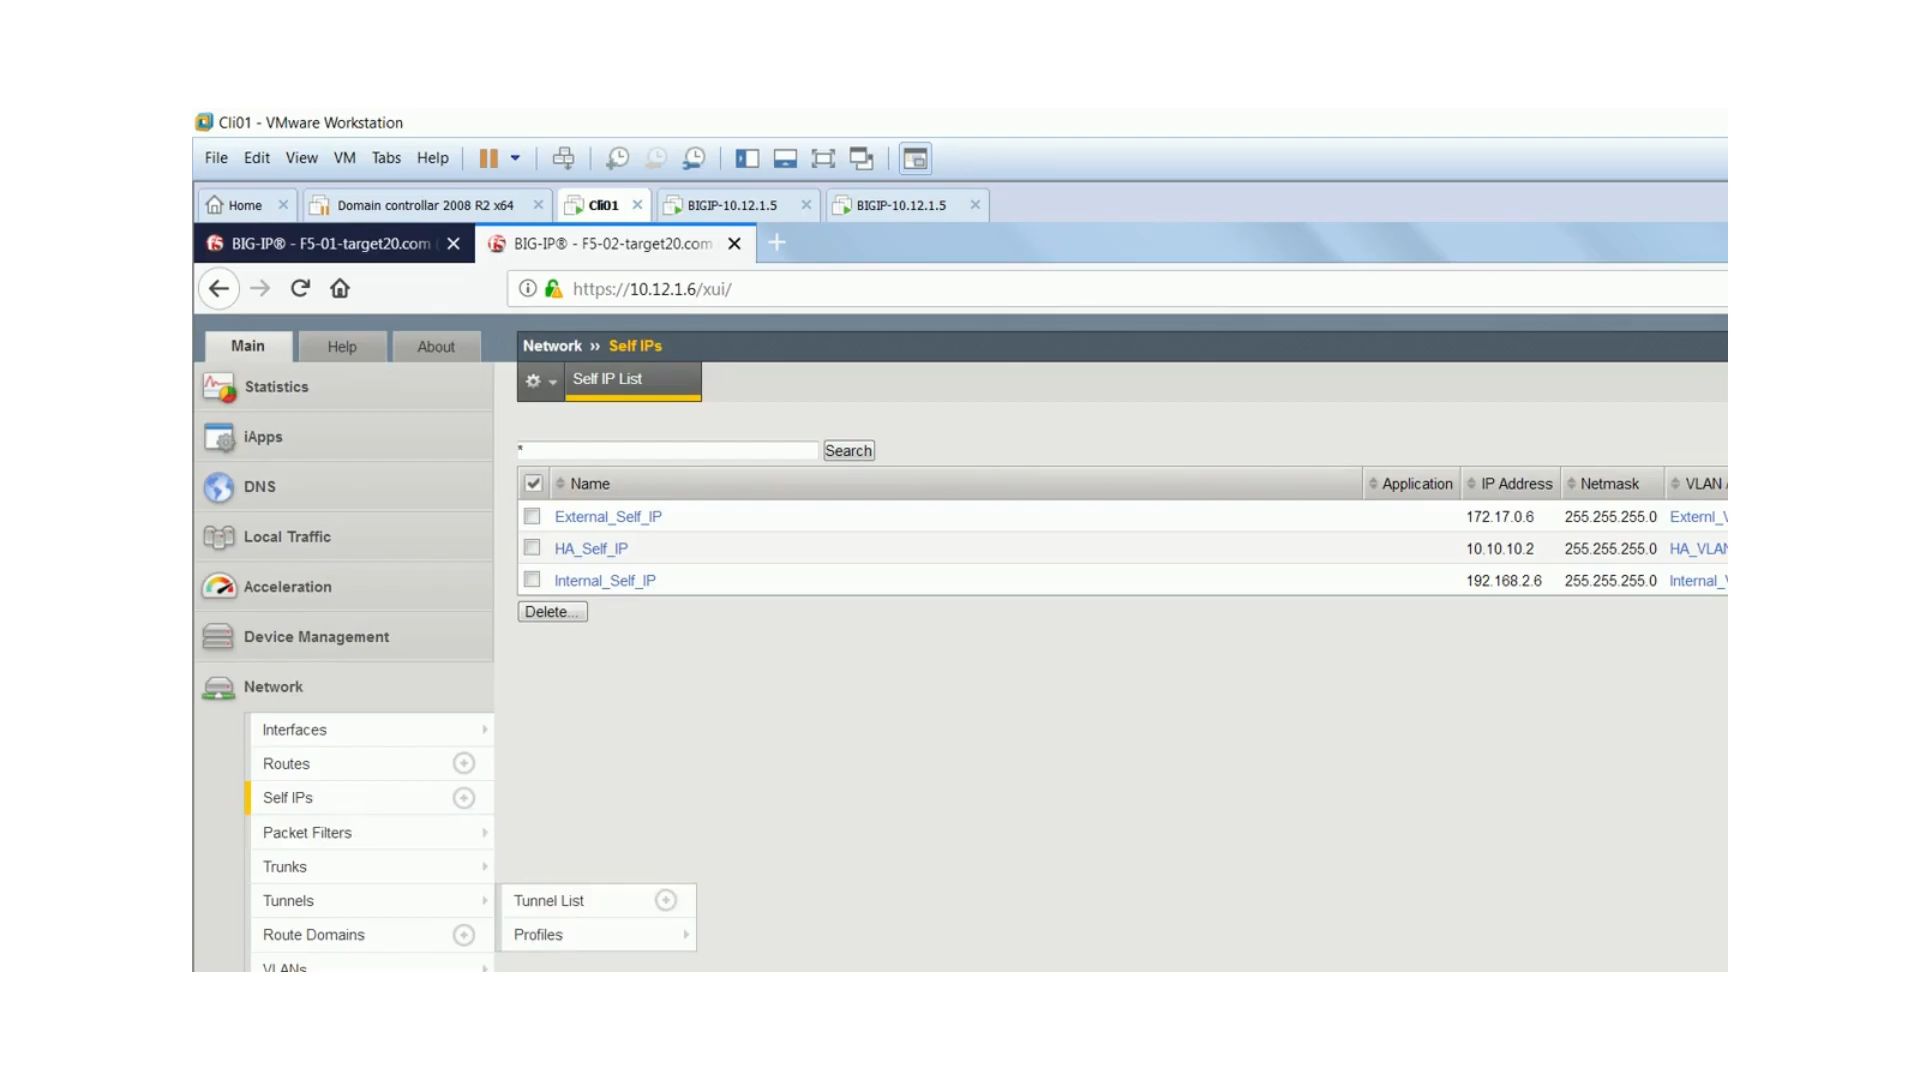 Cli01 - VMware Workstation
File Edit View VM Tabs Help
Home Domain controllar 2008 R2 x64 Cli01 BIGIP-10.12.1.5 BIGIP-10.12.1.5
BIG-IP® - F5-01-target20.com BIG-IP® - F5-02-target20.com
https://10.12.1.6/xui/
Main Help About
Network » Self IPs
Self IP List
Statistics
iApps
DNS
Local Traffic
Acceleration
Device Management
Network
Interfaces
Routes
Self IPs
Packet Filters
Trunks
Tunnels
Route Domains
VLANs
* Search
Name Application IP Address Netmask VLAN
External_Self_IP 172.17.0.6 255.255.255.0 Externl_V
HA_Self_IP 10.10.10.2 255.255.255.0 HA_VLAN
Internal_Self_IP 192.168.2.6 255.255.255.0 Internal_V
Delete...
Tunnel List
Profiles